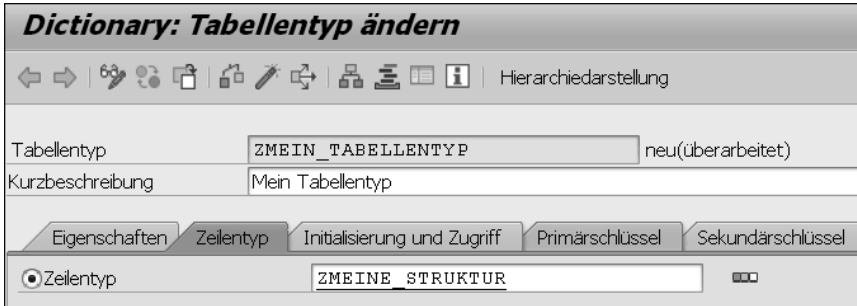 Dictionary: Tabellentyp ändern
Hierarchiedarstellung
Tabellentyp ZMEIN_TABELLENTYP neu(überarbeitet)
Kurzbeschreibung Mein Tabellentyp
Eigenschaften Zeilentyp Initialisierung und Zugriff Primärschlüssel Sekundärschlüssel
Zeilentyp ZMEINE_STRUKTUR